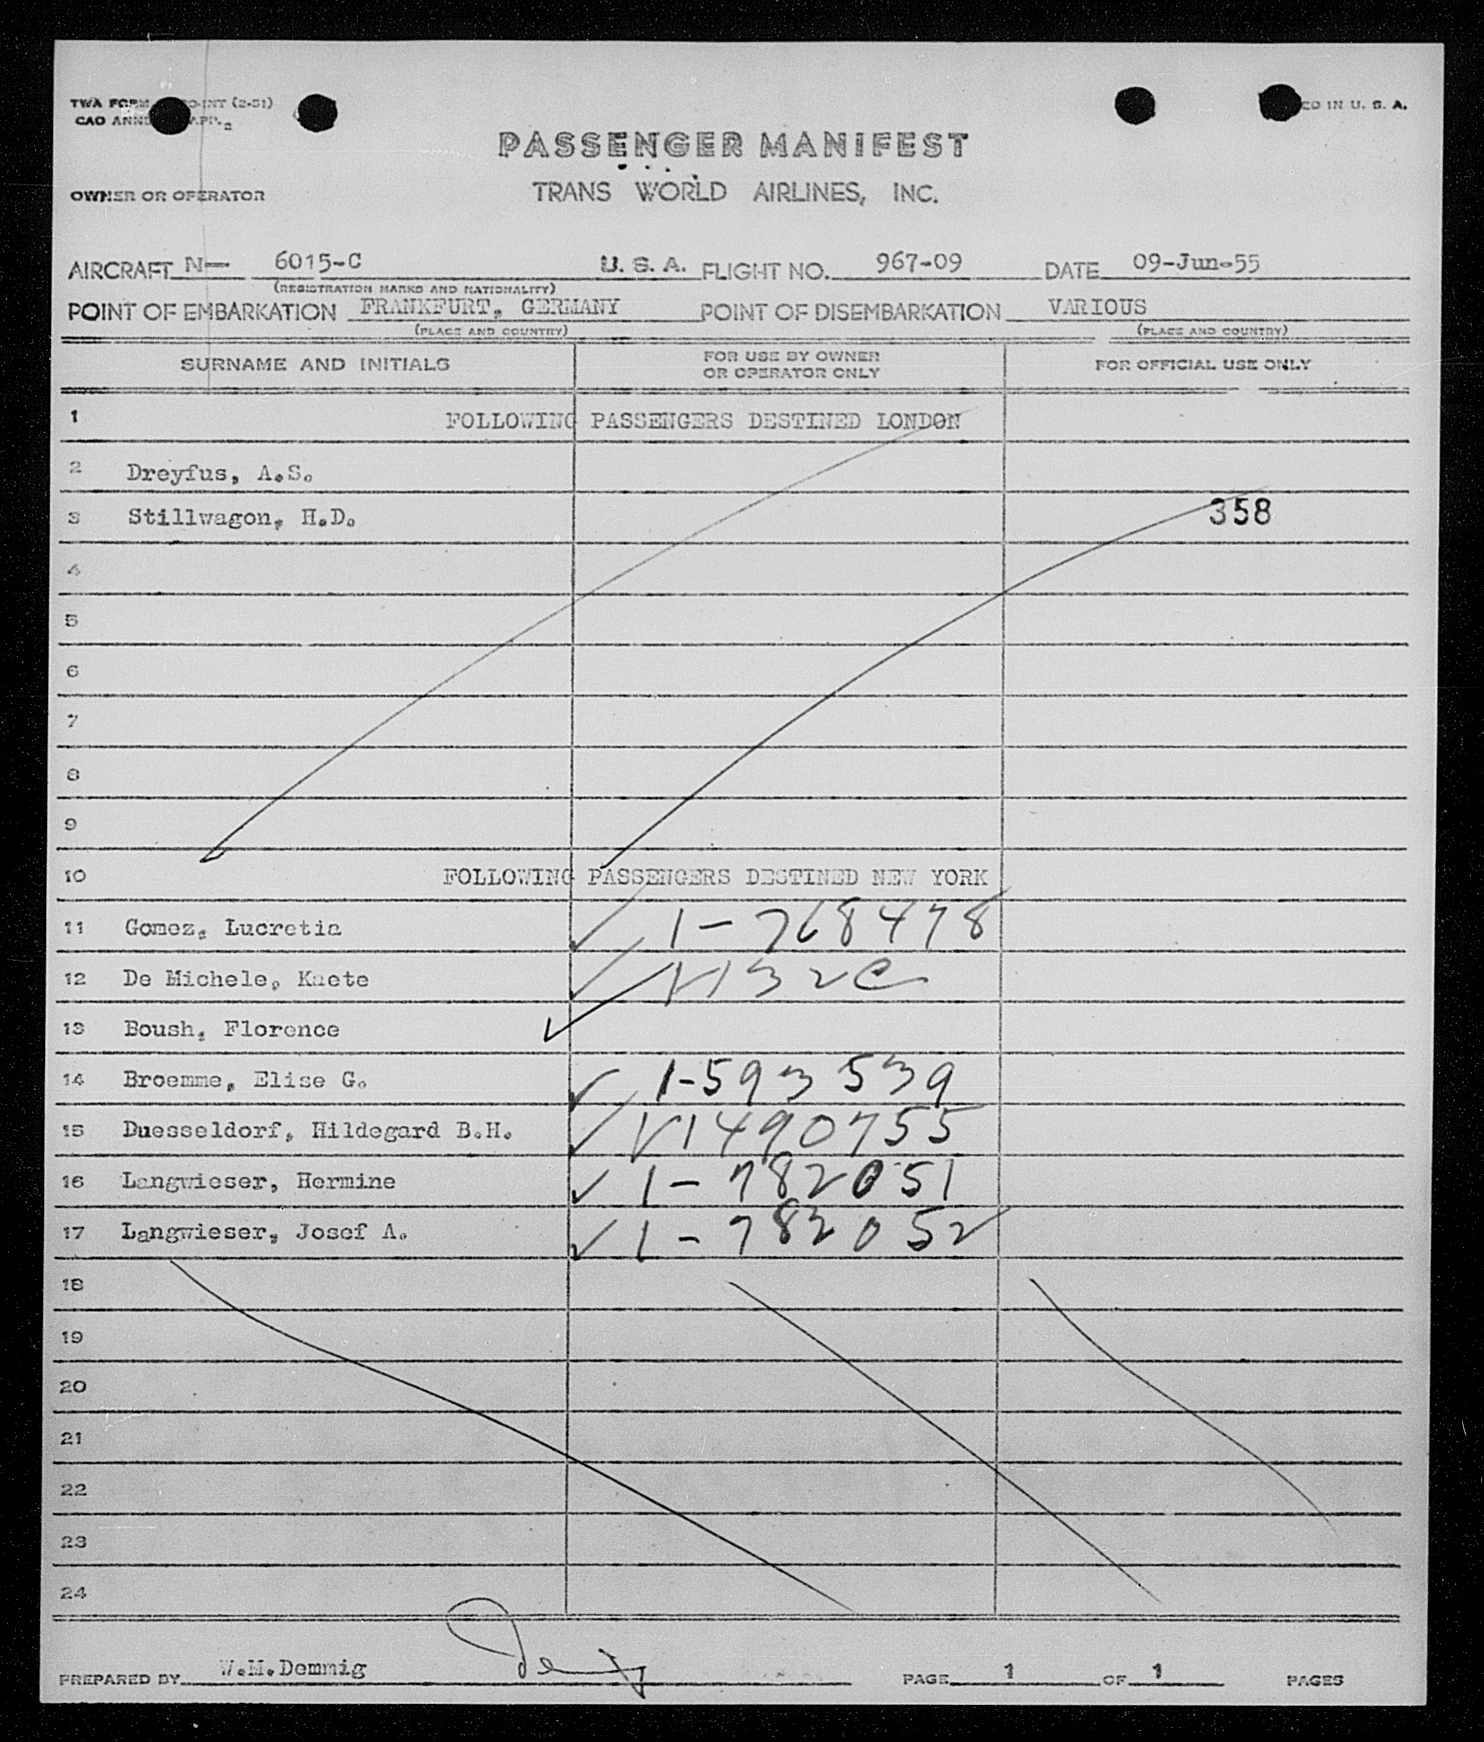 TWA FORM INT (2-51)
CAO ANN
IN U. S. A.
PASSENGER MANIFEST
OWNER OR OPERATOR
TRANS WORLD AIRLINES, INC.
AIRCRAFT N— 6015-C U. S. A. FLIGHT NO. 967-09 DATE 09-Jun-55
(REGISTRATION MARKS AND NATIONALITY)
POINT OF EMBARKATION FRANKFURT, GERMANY POINT OF DISEMBARKATION VARIOUS
(PLACE AND COUNTRY) (PLACE AND COUNTRY)
SURNAME AND INITIALS FOR USE BY OWNER OR OPERATOR ONLY FOR OFFICIAL USE ONLY
1 FOLLOWING PASSENGERS DESTINED LONDON
2 Dreyfus, A.S.
3 Stillwagon, H.D. 358
4
5
6
7
8
9
10 FOLLOWING PASSENGERS DESTINED NEW YORK
11 Gomez, Lucretia ✓ 1-768478
12 De Michele, Kaete ✓
13 Boush, Florence ✓
14 Broemme, Elise G. ✓ 1-593539
15 Duesseldorf, Hildegard B.H. ✓ V1490755
16 Langwieser, Hermine ✓ 1-782051
17 Langwieser, Josef A. ✓ 1-782052
18
19
20
21
22
23
24
PREPARED BY W.M.Demmig PAGE 1 OF 1 PAGES